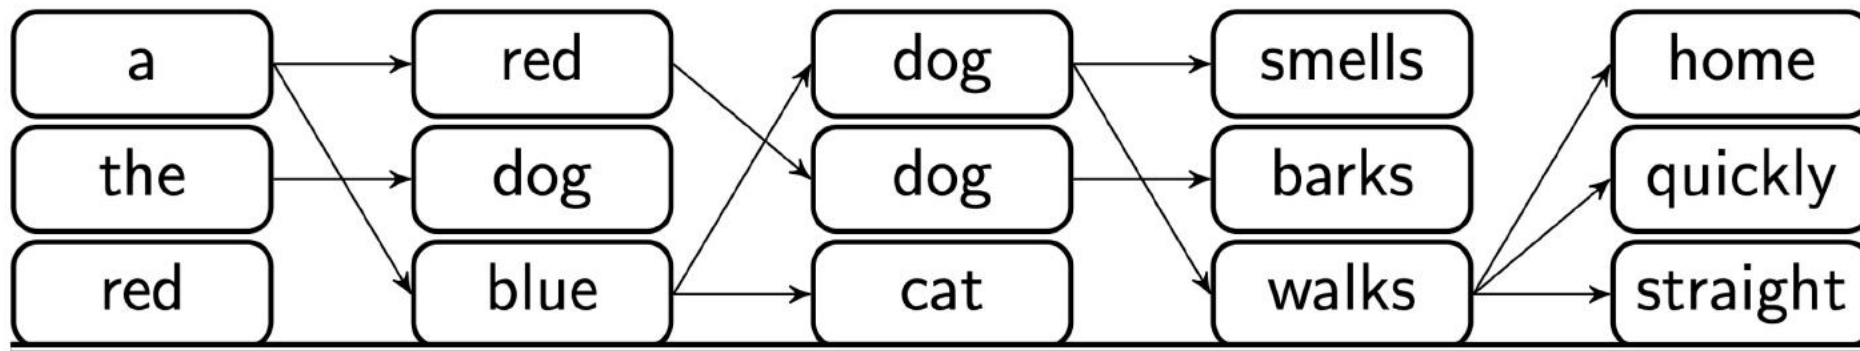 a red dog smells home
the dog dog barks quickly
red blue cat walks straight